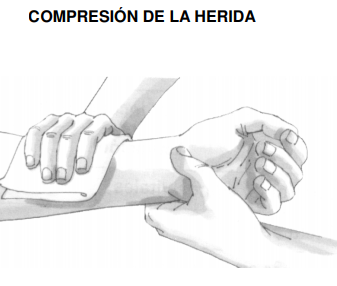 COMPRESIÓN DE LA HERIDA